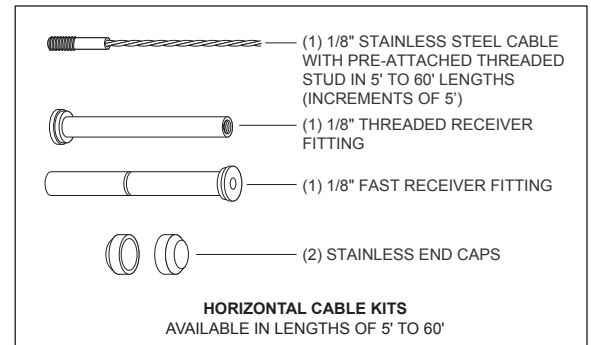 (1) 1/8" STAINLESS STEEL CABLE
WITH PRE-ATTACHED THREADED
STUD IN 5' TO 60' LENGTHS
(INCREMENTS OF 5’)
(1) 1/8" THREADED RECEIVER
FITTING
(1) 1/8" FAST RECEIVER FITTING
(2) STAINLESS END CAPS
HORIZONTAL CABLE KITS
AVAILABLE IN LENGTHS OF 5' TO 60'